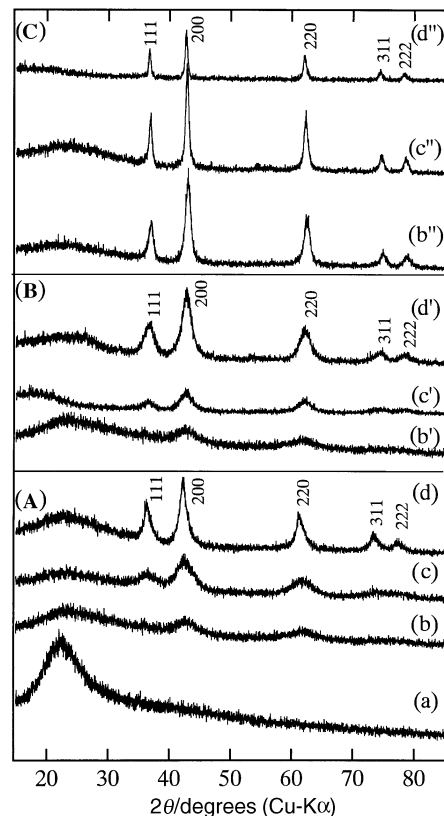 (C)
111
200
220
311
222
(d")
(c")
(b")
(B)
111
200
220
311
222
(d')
(c')
(b')
(A)
111
200
220
311
222
(d)
(c)
(b)
(a)
20 30 40 50 60 70 80
2θ/degrees (Cu-Kα)